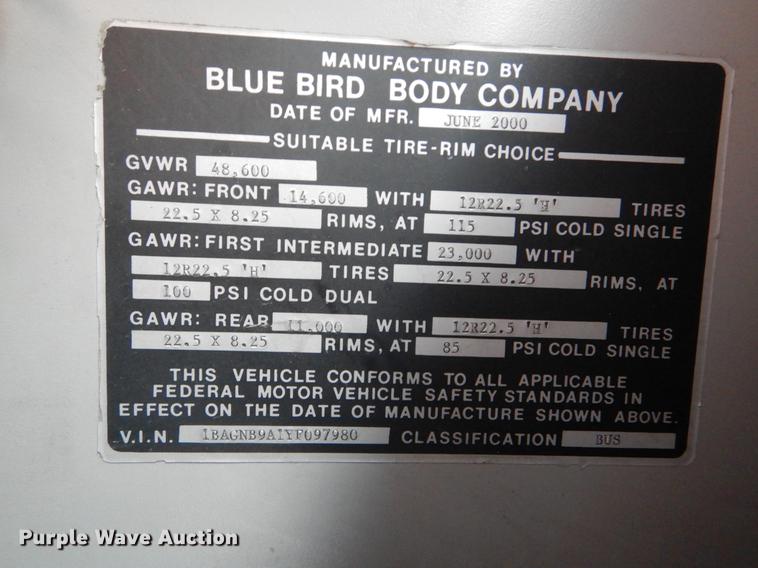 MANUFACTURED BY
BLUE BIRD BODY COMPANY
DATE OF MFR. JUNE 2000
SUITABLE TIRE-RIM CHOICE
GVWR 48,600
GAWR: FRONT 14,600 WITH 12R22.5 'H' TIRES
22.5 X 8.25 RIMS, AT 115 PSI COLD SINGLE
GAWR: FIRST INTERMEDIATE 23,000 WITH
12R22.5 'H' TIRES 22.5 X 8.25 RIMS, AT
100 PSI COLD DUAL
GAWR: REAR 11,000 WITH 12R22.5 'H' TIRES
22.5 X 8.25 RIMS, AT 85 PSI COLD SINGLE
THIS VEHICLE CONFORMS TO ALL APPLICABLE
FEDERAL MOTOR VEHICLE SAFETY STANDARDS IN
EFFECT ON THE DATE OF MANUFACTURE SHOWN ABOVE.
V.I.N. 1BAGNB9A1YF097980 CLASSIFICATION BUS
Purple Wave Auction